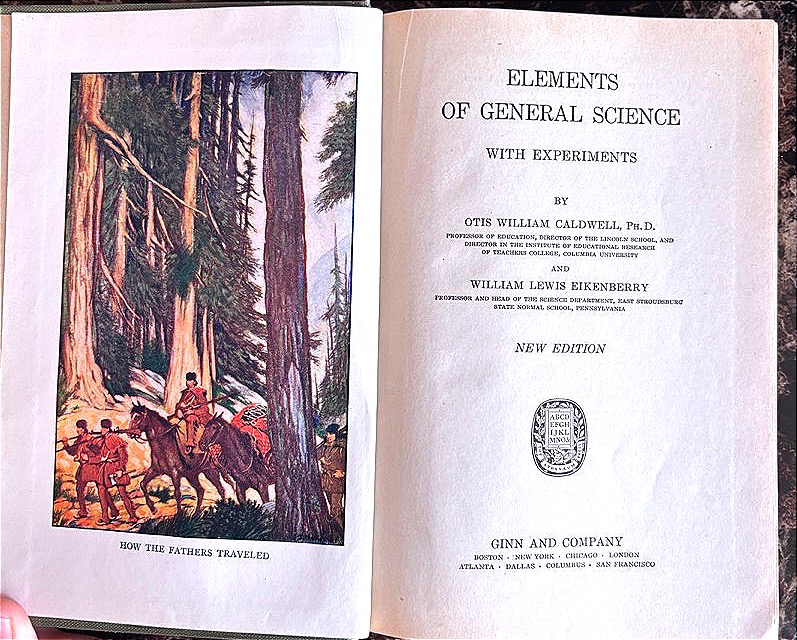 HOW THE FATHERS TRAVELED
ELEMENTS
OF GENERAL SCIENCE
WITH EXPERIMENTS
BY
OTIS WILLIAM CALDWELL, PH.D.
PROFESSOR OF EDUCATION, DIRECTOR OF THE LINCOLN SCHOOL, AND
DIRECTOR IN THE INSTITUTE OF EDUCATIONAL RESEARCH
OF TEACHERS COLLEGE, COLUMBIA UNIVERSITY
AND
WILLIAM LEWIS EIKENBERRY
PROFESSOR AND HEAD OF THE SCIENCE DEPARTMENT, EAST STROUDSBURG
STATE NORMAL SCHOOL, PENNSYLVANIA
NEW EDITION
ABCD
EFGH
IJKL
MNOS
GINN AND COMPANY
BOSTON · NEW YORK · CHICAGO · LONDON
ATLANTA · DALLAS · COLUMBUS · SAN FRANCISCO